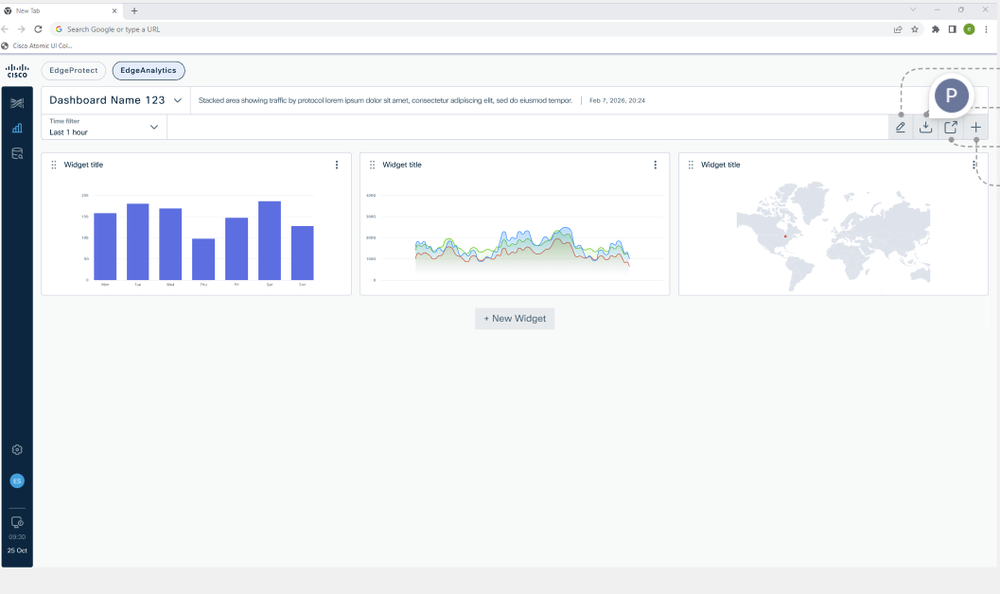 New Tab
Search Google or type a URL
e
Cisco Atomic UI Col...
CISCO
EdgeProtect
EdgeAnalytics
Dashboard Name 123
Stacked area showing traffic by protocol lorem ipsum dolor sit amet, consectetur adipiscing elit, sed do eiusmod tempor.
Feb 7, 2026, 20:24
P
Time filter
Last 1 hour
Widget title
200
150
100
50
0
Mon
Tue
Wed
Thu
Fri
Sat
Sun
Widget title
4000
3000
2000
1000
0
Widget title
+ New Widget
ES
09:30
25 Oct